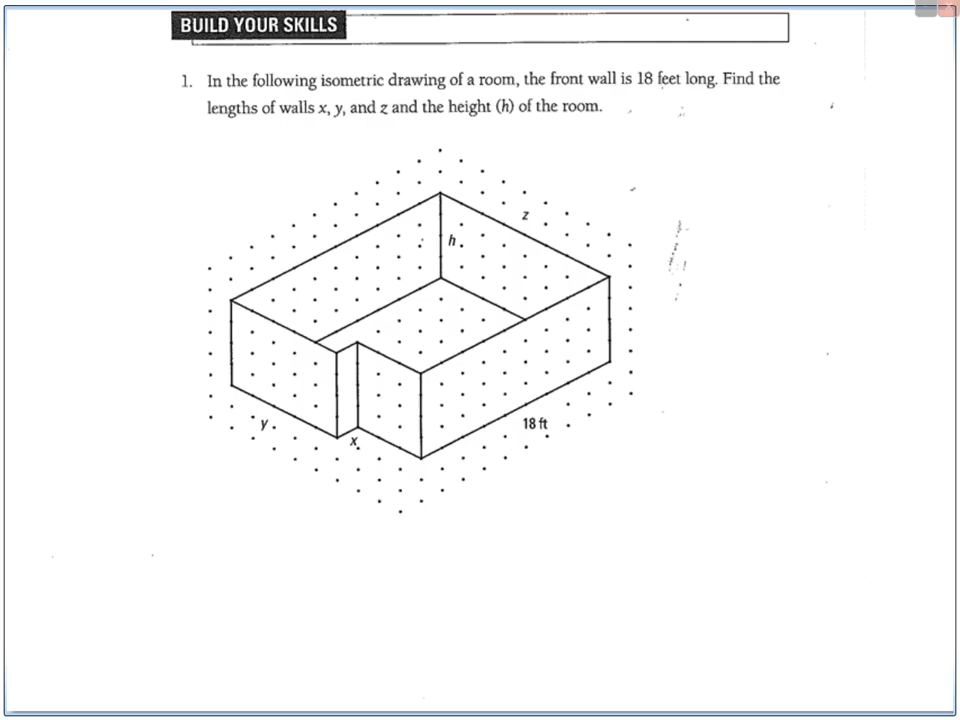 BUILD YOUR SKILLS
1. In the following isometric drawing of a room, the front wall is 18 feet long. Find the
lengths of walls x, y, and z and the height (h) of the room.
z
h
y
18 ft
x